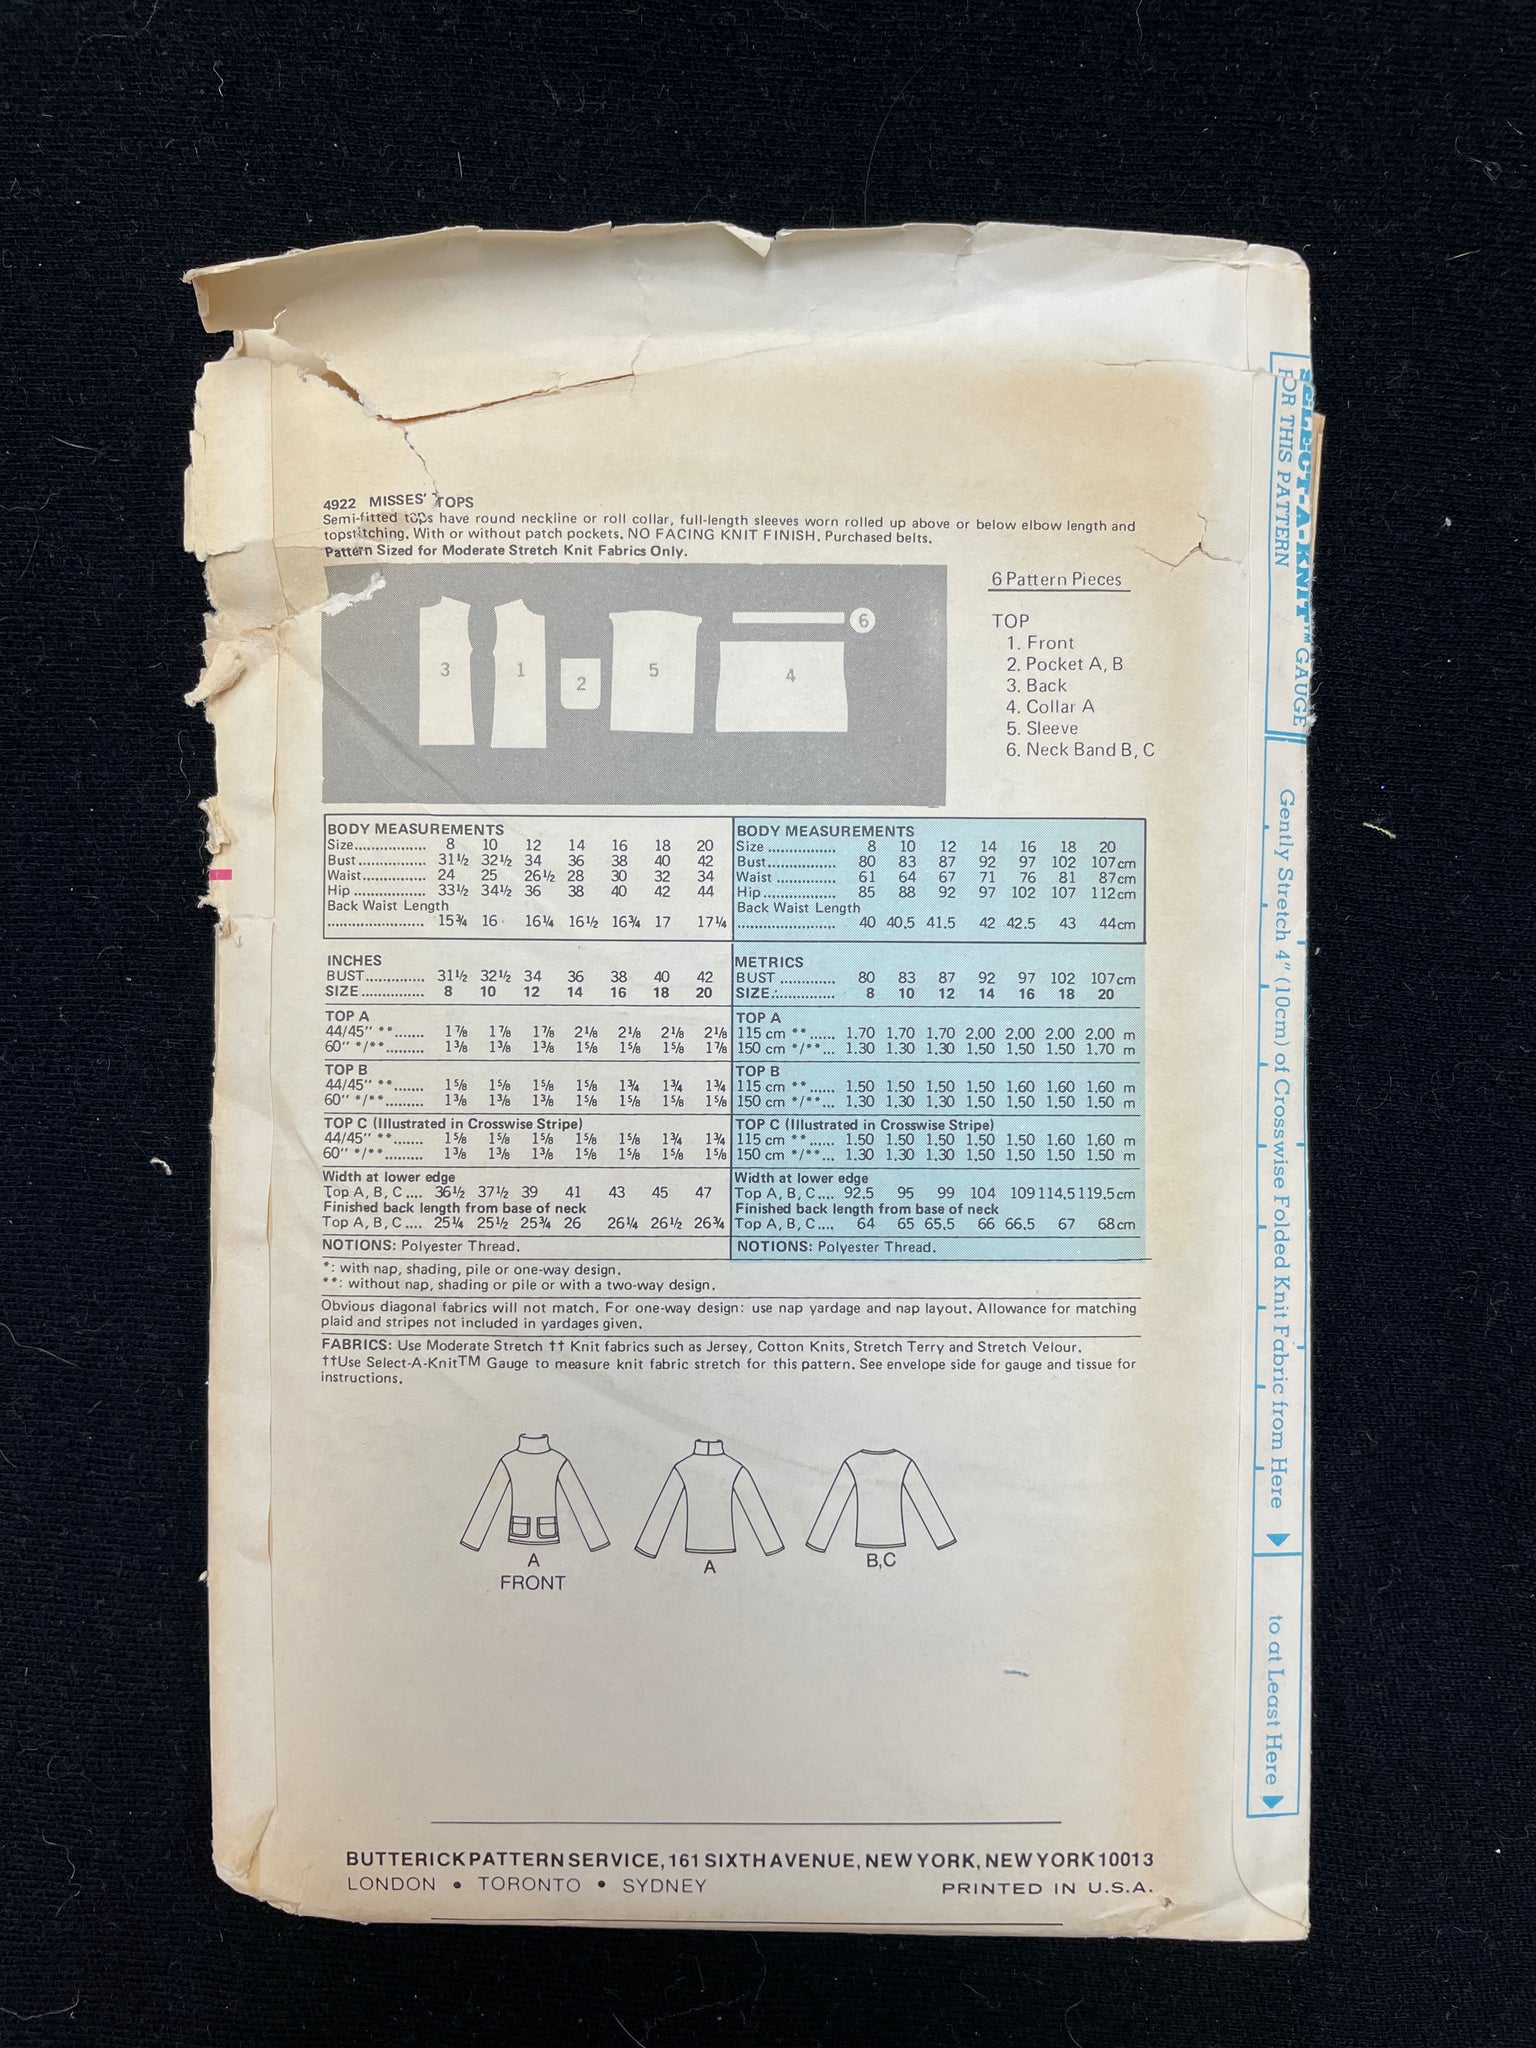 4922 MISSES' TOPS
Semi-fitted tops have round neckline or roll collar, full-length sleeves worn rolled up above or below elbow length and
topstitching. With or without patch pockets. NO FACING KNIT FINISH. Purchased belts.
Pattern Sized for Moderate Stretch Knit Fabrics Only.
3
1
2
5
4
6
6 Pattern Pieces
TOP
1. Front
2. Pocket A, B
3. Back
4. Collar A
5. Sleeve
6. Neck Band B, C
BODY MEASUREMENTS
Size................ 8 10 12 14 16 18 20
Bust .............. 31½ 32½ 34 36 38 40 42
Waist.............. 24 25 26½ 28 30 32 34
Hip ................ 33½ 34½ 36 38 40 42 44
Back Waist Length
........................ 15¾ 16 16¼ 16½ 16¾ 17 17¼
BODY MEASUREMENTS
Size ................ 8 10 12 14 16 18 20
Bust................ 80 83 87 92 97 102 107cm
Waist .............. 61 64 67 71 76 81 87cm
Hip ................. 85 88 92 97 102 107 112cm
Back Waist Length
........................ 40 40.5 41.5 42 42.5 43 44cm
INCHES
BUST............. 31½ 32½ 34 36 38 40 42
SIZE .............. 8 10 12 14 16 18 20
TOP A
44/45" **....... 1⅞ 1⅞ 1⅞ 2⅛ 2⅛ 2⅛ 2⅛
60" */**......... 1⅜ 1⅜ 1⅜ 1⅝ 1⅝ 1⅝ 1⅞
TOP B
44/45" **....... 1⅝ 1⅝ 1⅝ 1⅝ 1¾ 1¾ 1¾
60" */**......... 1⅜ 1⅜ 1⅜ 1⅝ 1⅝ 1⅝ 1⅝
TOP C (Illustrated in Crosswise Stripe)
44/45" **....... 1⅝ 1⅝ 1⅝ 1⅝ 1⅝ 1¾ 1¾
60" */**......... 1⅜ 1⅜ 1⅜ 1⅝ 1⅝ 1⅝ 1⅝
Width at lower edge
Top A, B, C .... 36½ 37½ 39 41 43 45 47
Finished back length from base of neck
Top A, B, C .... 25¼ 25½ 25¾ 26 26¼ 26½ 26¾
NOTIONS: Polyester Thread.
METRICS
BUST ............. 80 83 87 92 97 102 107cm
SIZE............... 8 10 12 14 16 18 20
TOP A
115 cm ** ...... 1.70 1.70 1.70 2.00 2.00 2.00 2.00 m
150 cm */**... 1.30 1.30 1.30 1.50 1.50 1.50 1.70 m
TOP B
115 cm ** ...... 1.50 1.50 1.50 1.50 1.60 1.60 1.60 m
150 cm */**... 1.30 1.30 1.30 1.50 1.50 1.50 1.50 m
TOP C (Illustrated in Crosswise Stripe)
115 cm ** ...... 1.50 1.50 1.50 1.50 1.50 1.60 1.60 m
150 cm */**... 1.30 1.30 1.30 1.50 1.50 1.50 1.50 m
Width at lower edge
Top A, B, C.... 92.5 95 99 104 109 114.5 119.5cm
Finished back length from base of neck
Top A, B, C.... 64 65 65.5 66 66.5 67 68cm
NOTIONS: Polyester Thread.
*: with nap, shading, pile or one-way design.
**: without nap, shading or pile or with a two-way design.
Obvious diagonal fabrics will not match. For one-way design: use nap yardage and nap layout. Allowance for matching
plaid and stripes not included in yardages given.
FABRICS: Use Moderate Stretch †† Knit fabrics such as Jersey, Cotton Knits, Stretch Terry and Stretch Velour.
††Use Select-A-Knit™ Gauge to measure knit fabric stretch for this pattern. See envelope side for gauge and tissue for
instructions.
A
FRONT
A
B,C
BUTTERICK PATTERN SERVICE, 161 SIXTH AVENUE, NEW YORK, NEW YORK 10013
LONDON • TORONTO • SYDNEY
PRINTED IN U.S.A.
SELECT-A-KNIT™ GAUGE
FOR THIS PATTERN
Gently Stretch 4" (10cm) of Crosswise Folded Knit Fabric from Here
to at Least Here